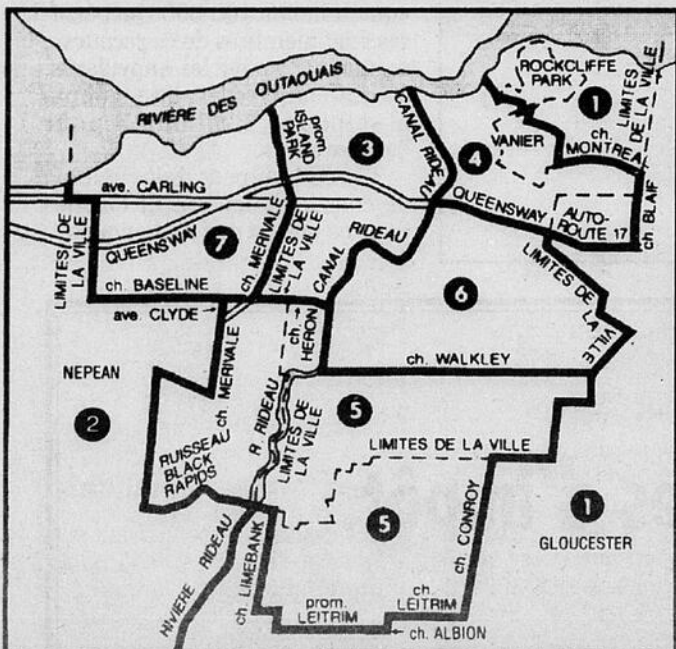 ROCKCLIFFE
PARK
1
LIMITES
DE LA VILLE
RIVIÈRE DES OUTAOUAIS
prom.
ISLAND
PARK
CANAL RIDEAU
3
4
VANIER
ch.
MONTREA
ave. CARLING
QUEENSWAY
AUTO-
ROUTE 17
ch. BLAIF
LIMITES DE
LA VILLE
QUEENSWAY
7
ch. MERIVALE
LIMITES DE
LA VILLE
CANAL
RIDEAU
ch. BASELINE
6
LIMITES DE LA
VILLE
ave. CLYDE
ch.
HERON
ch. WALKLEY
NEPEAN
2
ch. MERIVALE
R. RIDEAU
LIMITES DE
LA VILLE
5
LIMITES DE LA VILLE
RUISSEAU
BLACK
RAPIDS
5
ch. CONROY
1
GLOUCESTER
RIVIÈRE RIDEAU
ch. LIMEBANK
prom.
LEITRIM
ch.
LEITRIM
ch. ALBION